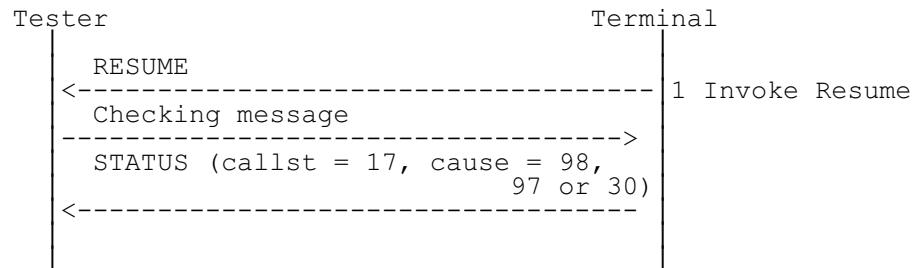 Tester Terminal
RESUME
<------------------------------------ 1 Invoke Resume
Checking message
----------------------------------->
STATUS (callst = 17, cause = 98,
97 or 30)
<-----------------------------------